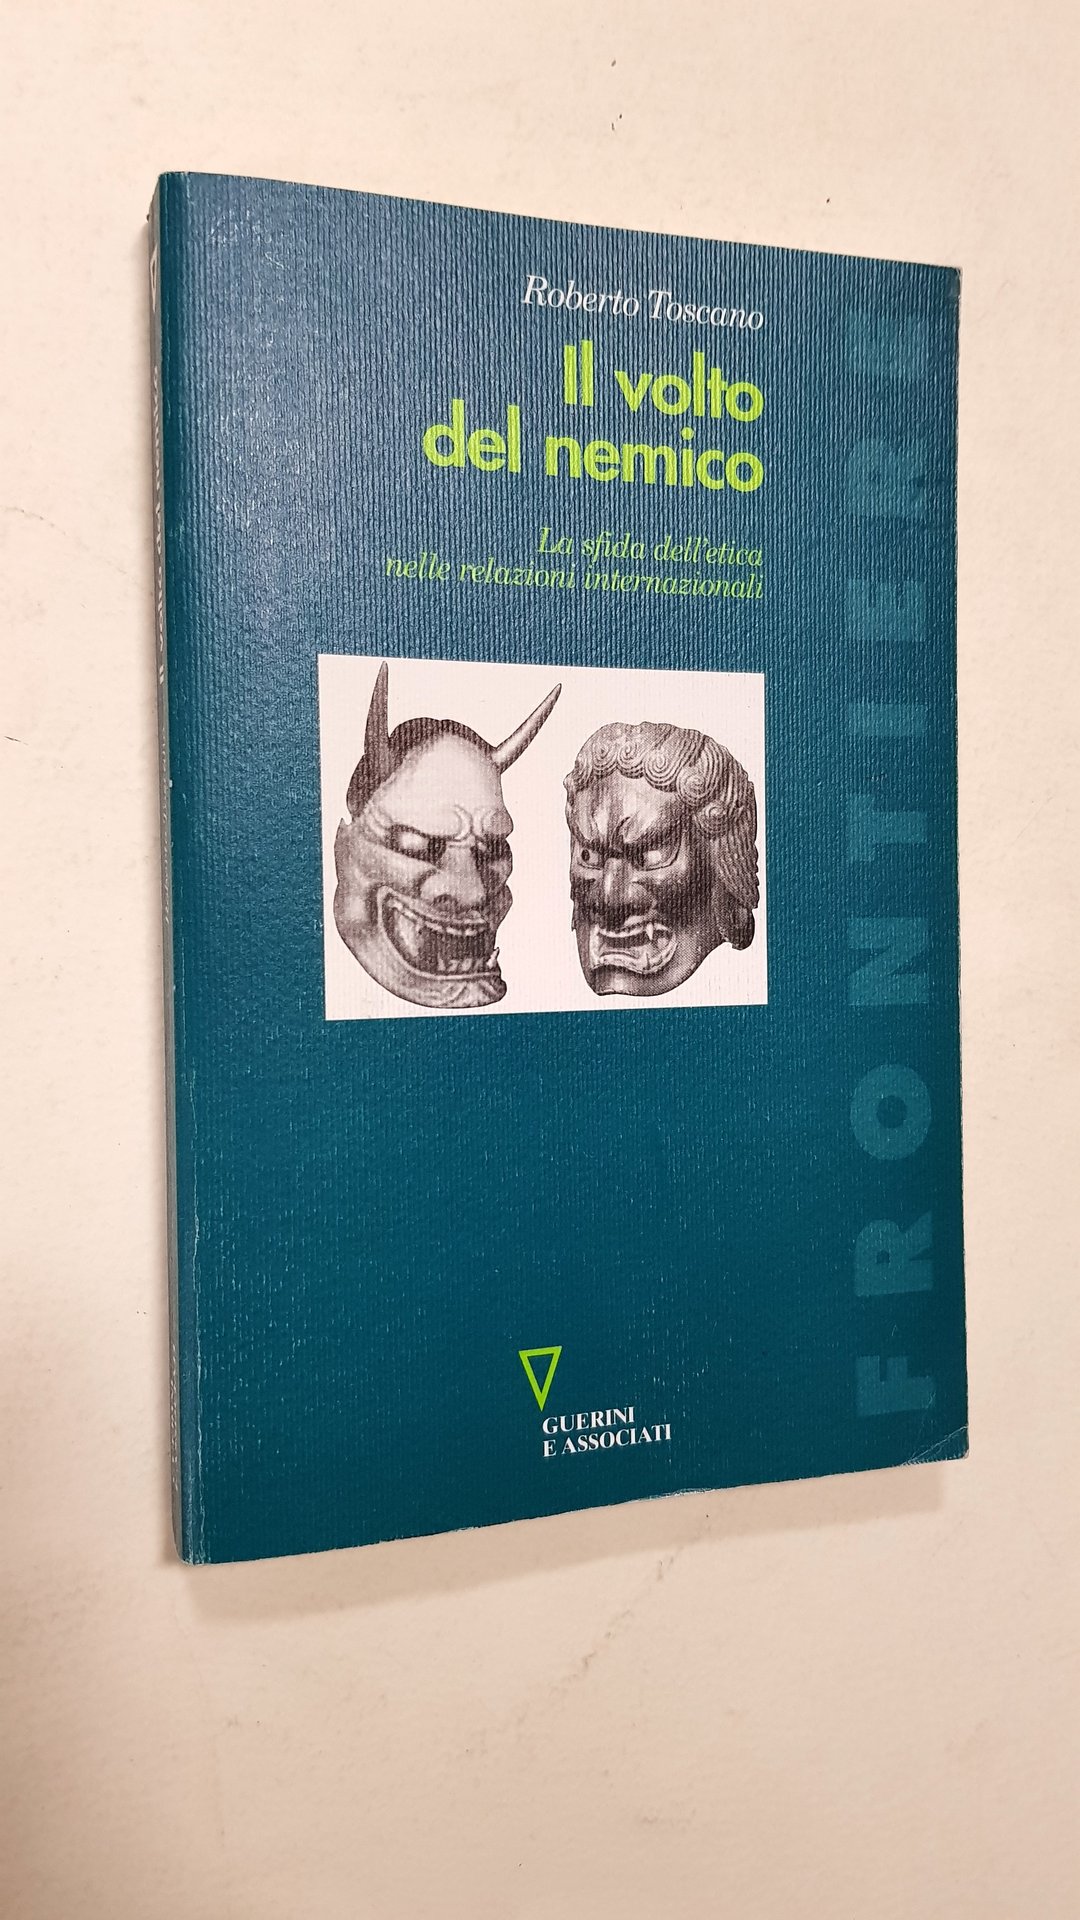 Roberto Toscano
Il volto
del nemico
La sfida dell'etica
nelle relazioni internazionali
FRONTIERE
GUERINI
E ASSOCIATI